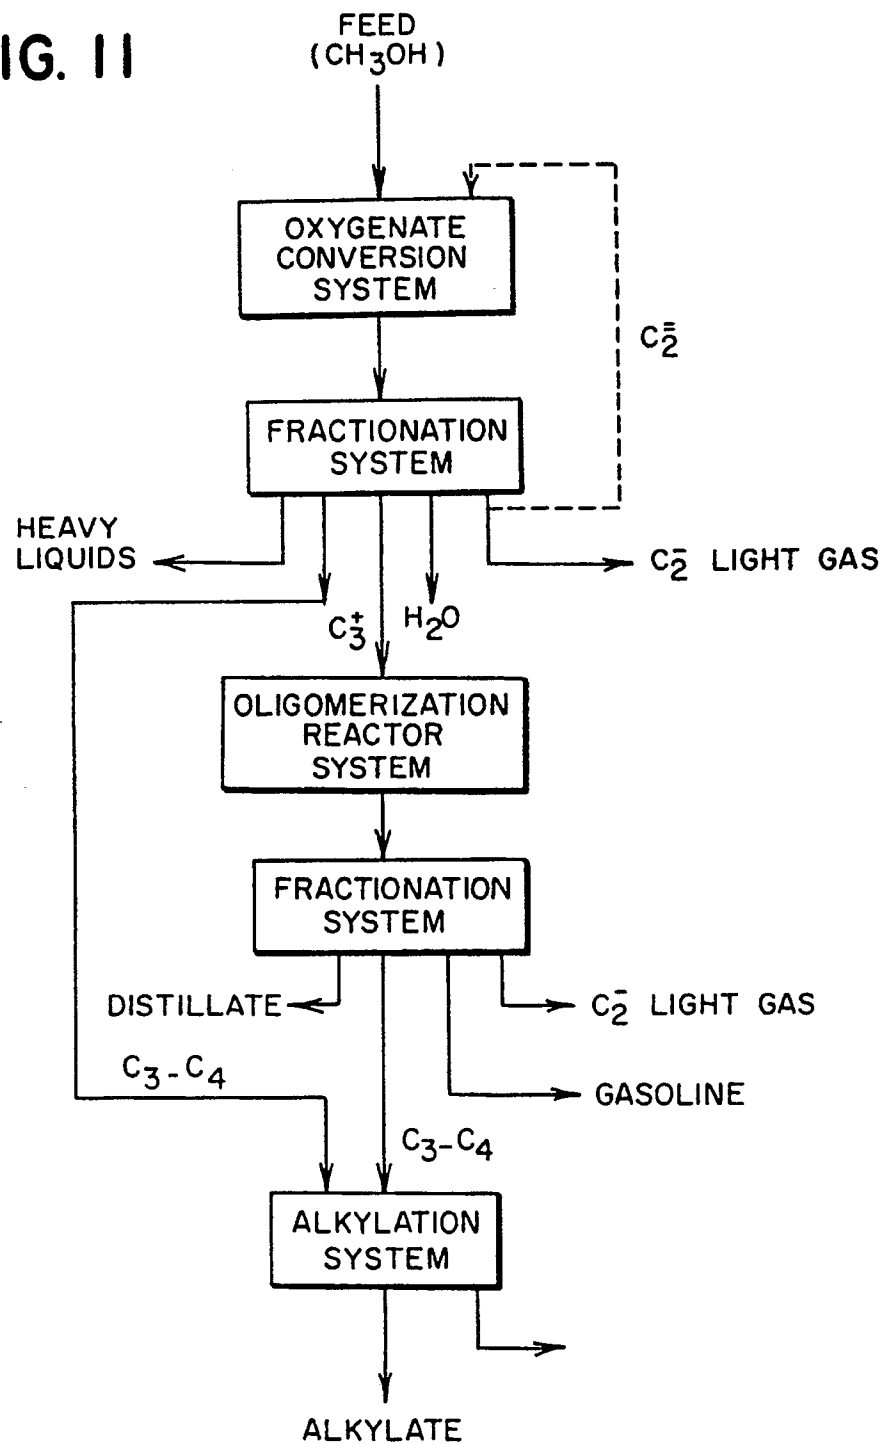 IG. 11
FEED
(CH3OH)
OXYGENATE
CONVERSION
SYSTEM
C2=
FRACTIONATION
SYSTEM
HEAVY
LIQUIDS
C2- LIGHT GAS
C3+
H2O
OLIGOMERIZATION
REACTOR
SYSTEM
FRACTIONATION
SYSTEM
DISTILLATE
C2- LIGHT GAS
C3-C4
GASOLINE
C3-C4
ALKYLATION
SYSTEM
ALKYLATE